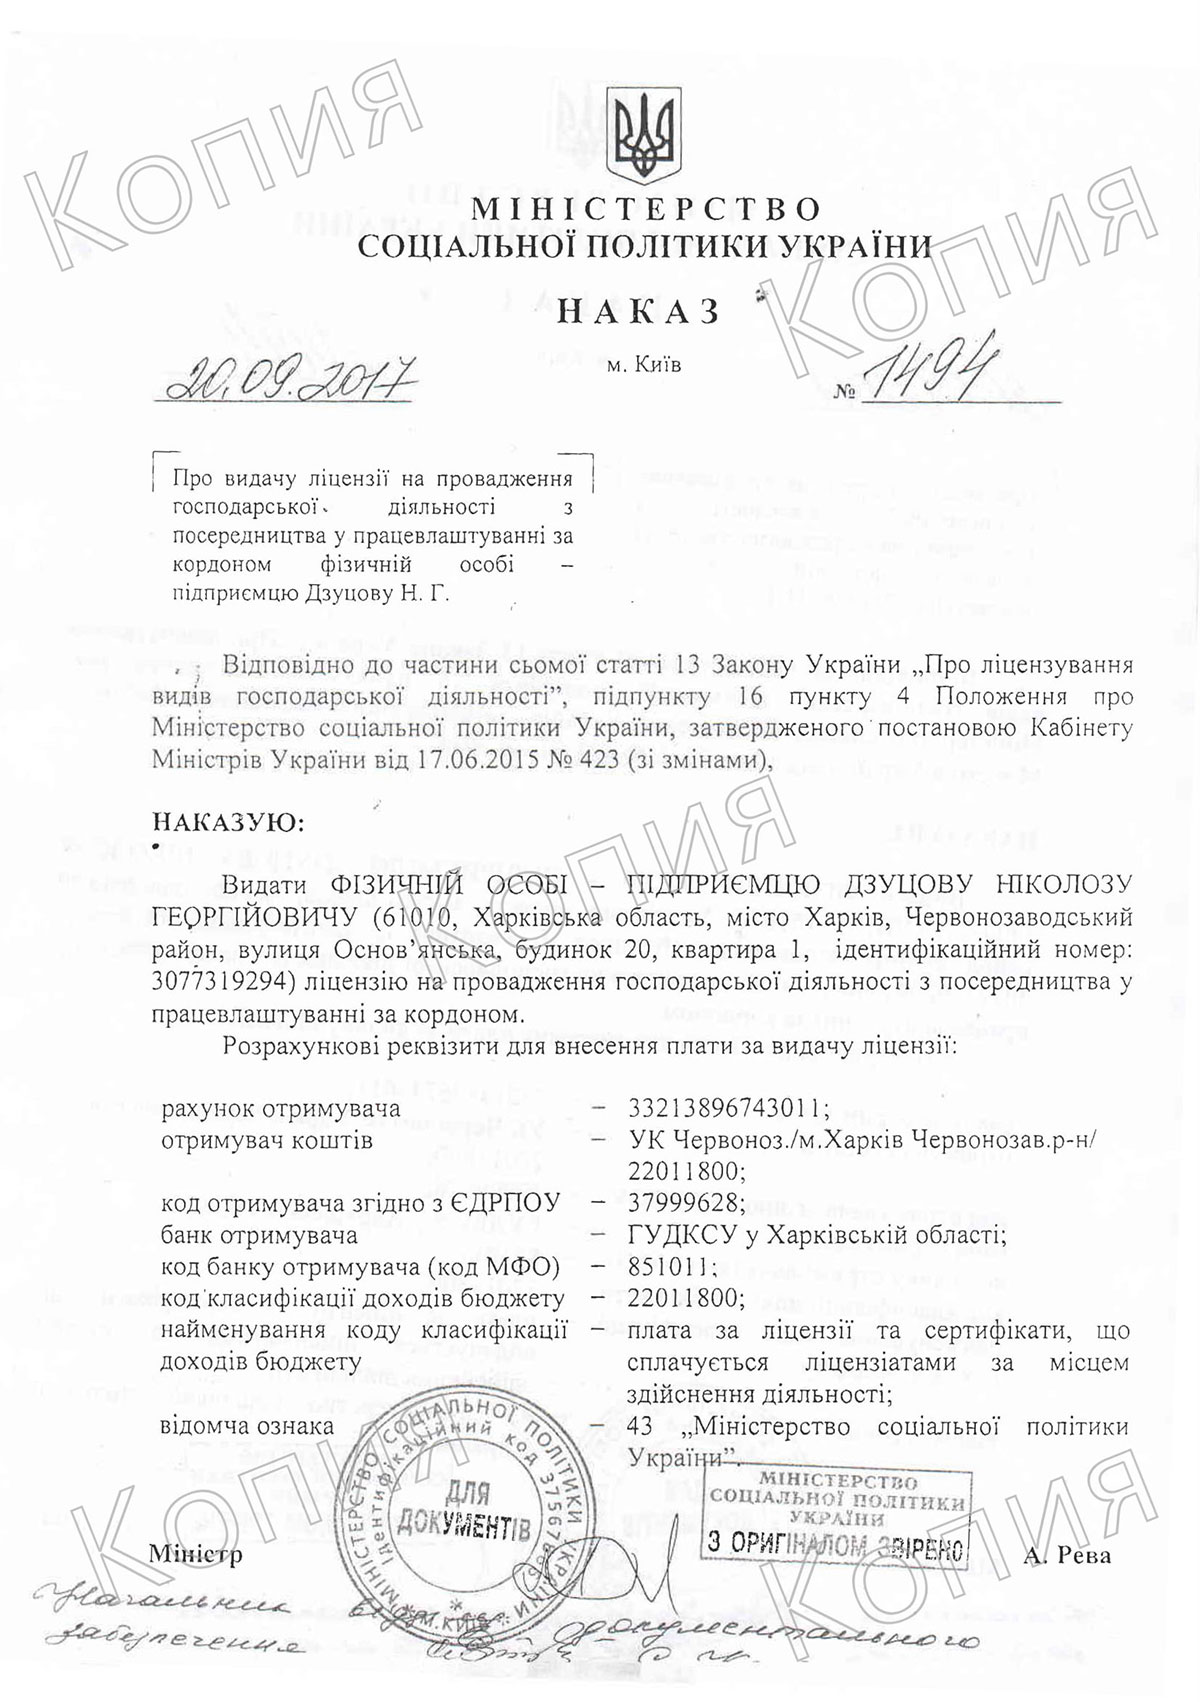 Копия
Копия
МІНІСТЕРСТВО
СОЦІАЛЬНОЇ ПОЛІТИКИ УКРАЇНИ
НАКАЗ
20.09.2017
м. Київ
№ 1494
Про видачу ліцензії на провадження
господарської діяльності з
посередництва у працевлаштуванні за
кордоном фізичній особі –
підприємцю Дзуцову Н. Г.
Відповідно до частини сьомої статті 13 Закону України „Про ліцензування
видів господарської діяльності”, підпункту 16 пункту 4 Положення про
Міністерство соціальної політики України, затвердженого постановою Кабінету
Міністрів України від 17.06.2015 № 423 (зі змінами),
НАКАЗУЮ:
Копия
Видати ФІЗИЧНІЙ ОСОБІ – ПІДПРИЄМЦЮ ДЗУЦОВУ НІКОЛОЗУ
ГЕОРГІЙОВИЧУ (61010, Харківська область, місто Харків, Червонозаводський
район, вулиця Основ’янська, будинок 20, квартира 1, ідентифікаційний номер:
3077319294) ліцензію на провадження господарської діяльності з посередництва у
працевлаштуванні за кордоном.
Розрахункові реквізити для внесення плати за видачу ліцензії:
рахунок отримувача – 33213896743011;
отримувач коштів – УК Червоноз./м.Харків Червонозав.р-н/
22011800;
код отримувача згідно з ЄДРПОУ – 37999628;
банк отримувача – ГУДКСУ у Харківській області;
код банку отримувача (код МФО) – 851011;
код класифікації доходів бюджету – 22011800;
найменування коду класифікації – плата за ліцензії та сертифікати, що
доходів бюджету сплачується ліцензіатами за місцем
здійснення діяльності;
відомча ознака – 43 „Міністерство соціальної політики
України”.
Копия
Копия
МІНІСТЕРСТВО СОЦІАЛЬНОЇ ПОЛІТИКИ УКРАЇНИ
* М.КИЇВ *
Ідентифікаційний код 37567866
ДЛЯ
ДОКУМЕНТІВ
МІНІСТЕРСТВО
СОЦІАЛЬНОЇ ПОЛІТИКИ
УКРАЇНИ
З ОРИГІНАЛОМ ЗВІРЕНО
Міністр А. Рева
Начальник документального
забезпечення